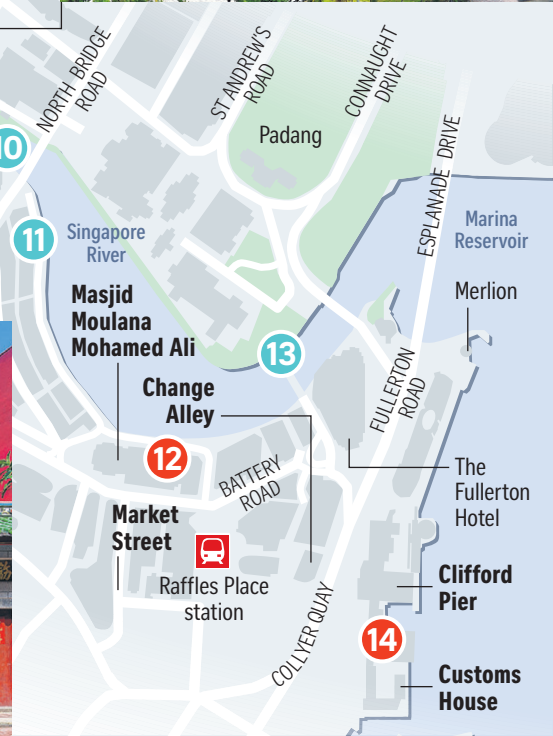 NORTH BRIDGE
ROAD
ST ANDREW'S
ROAD
CONNAUGHT
DRIVE
Padang
ESPLANADE DRIVE
10
11
Singapore
River
Marina
Reservoir
Masjid
Moulana
Mohamed Ali
Merlion
13
Change
Alley
FULLERTON
ROAD
12
BATTERY
ROAD
The
Fullerton
Hotel
Market
Street
Raffles Place
station
COLLYER QUAY
Clifford
Pier
14
Customs
House